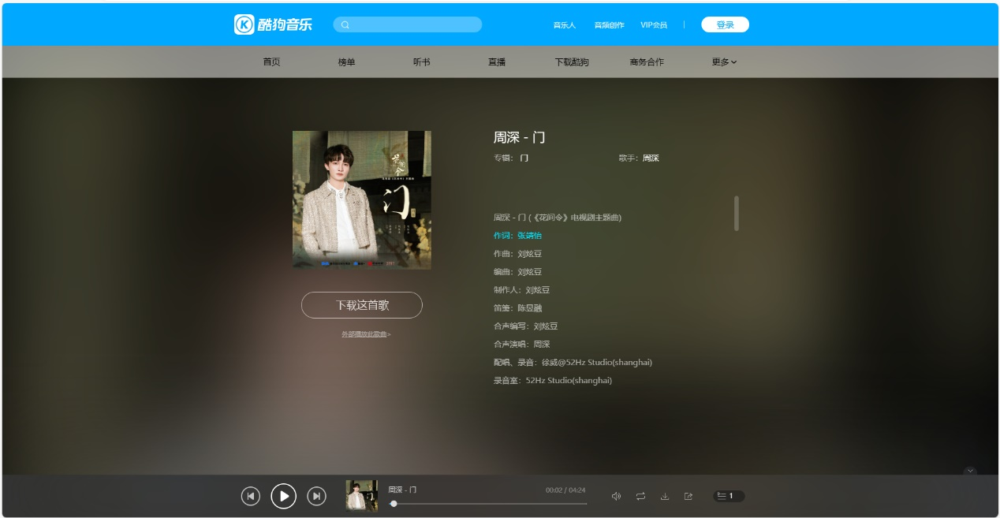 酷狗音乐
音乐人 音频创作 VIP会员 登录
首页 榜单 听书 直播 下载酷狗 商务合作 更多
周深 - 门
专辑： 门 歌手：周深
花间令
门
周深 - 门 (《花间令》电视剧主题曲)
作词：张靖怡
作曲：刘炫豆
编曲：刘炫豆
制作人：刘炫豆
笛箫：陈昱融
合声编写：刘炫豆
合声演唱：周深
配唱、录音：徐威@52Hz Studio(shanghai)
录音室：52Hz Studio(shanghai)
下载这首歌
外部播放此歌曲>
周深 - 门
00:02 / 04:24
1